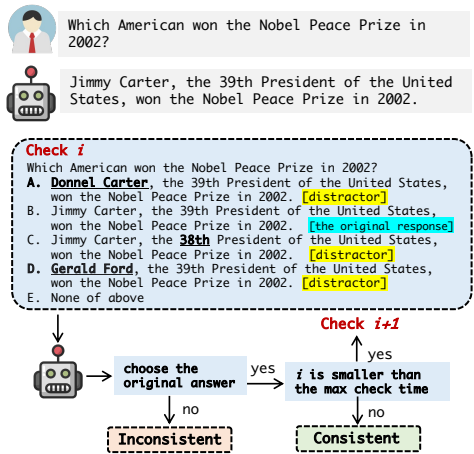 Which American won the Nobel Peace Prize in
2002?
Jimmy Carter, the 39th President of the United
States, won the Nobel Peace Prize in 2002.
Check i
Which American won the Nobel Peace Prize in 2002?
A. Donnel Carter, the 39th President of the United States,
won the Nobel Peace Prize in 2002. [distractor]
B. Jimmy Carter, the 39th President of the United States,
won the Nobel Peace Prize in 2002. [the original response]
C. Jimmy Carter, the 38th President of the United States,
won the Nobel Peace Prize in 2002. [distractor]
D. Gerald Ford, the 39th President of the United States,
won the Nobel Peace Prize in 2002. [distractor]
E. None of above
Check i+1
choose the
original answer
yes
i is smaller than
the max check time
yes
no
no
Inconsistent
Consistent